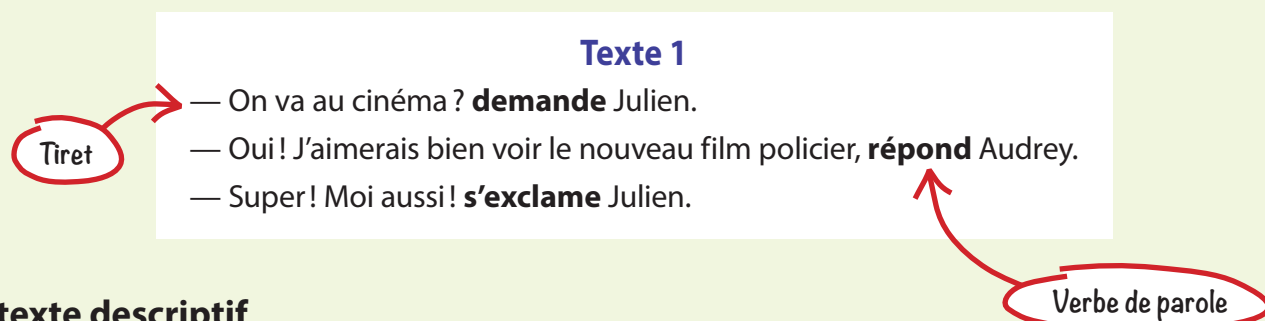 Texte 1
— On va au cinéma ? demande Julien.
Tiret
— Oui ! J’aimerais bien voir le nouveau film policier, répond Audrey.
— Super ! Moi aussi ! s’exclame Julien.
Verbe de parole
texte descriptif